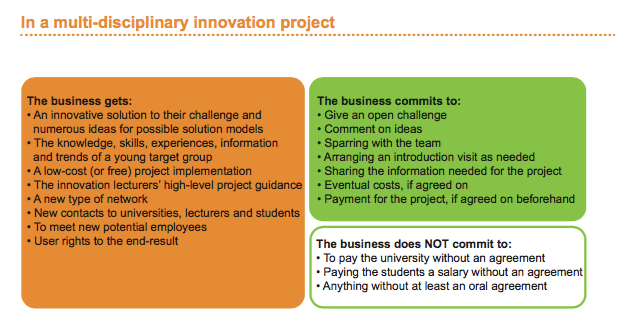 In a multi-disciplinary innovation project
The business gets:
• An innovative solution to their challenge and
numerous ideas for possible solution models
• The knowledge, skills, experiences, information
and trends of a young target group
• A low-cost (or free) project implementation
• The innovation lecturers' high-level project guidance
• A new type of network
• New contacts to universities, lecturers and students
• To meet new potential employees
• User rights to the end-result
The business commits to:
• Give an open challenge
• Comment on ideas
• Sparring with the team
• Arranging an introduction visit as needed
• Sharing the information needed for the project
• Eventual costs, if agreed on
• Payment for the project, if agreed beforehand
The business does NOT commit to:
• To pay the university without an agreement
• Paying the students a salary without an agreement
• Anything without at least an oral agreement